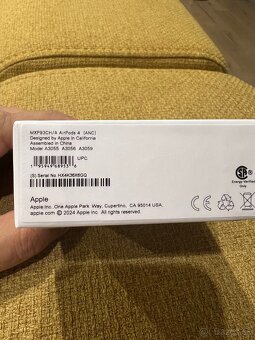 MXP93CH/A AirPods 4 (ANC)
Designed by Apple in California
Assembled in China
Model A3055 A3056 A3059
UPC
(S) Serial No.
Apple
Apple Inc. One Apple Park Way, Cupertino, CA 95014 USA.
apple.com © 2024 Apple Inc. All rights reserved.